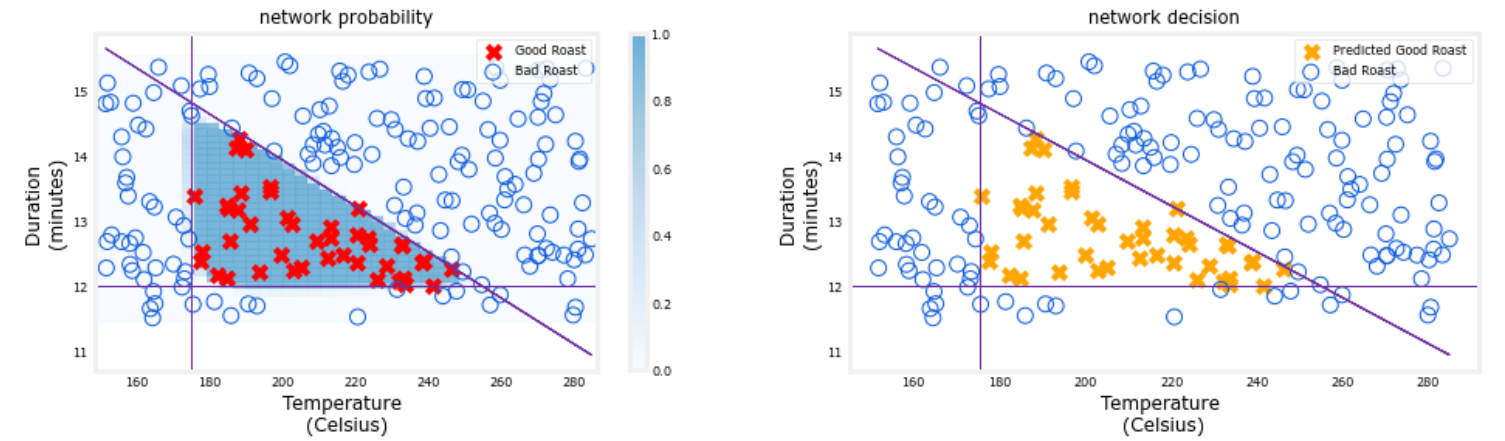 network probability
Good Roast
Bad Roast
15
14
13
12
11
Duration
(minutes)
160 180 200 220 240 260 280
Temperature
(Celsius)
1.0
0.8
0.6
0.4
0.2
0.0
network decision
Predicted Good Roast
Bad Roast
15
14
13
12
11
Duration
(minutes)
160 180 200 220 240 260 280
Temperature
(Celsius)